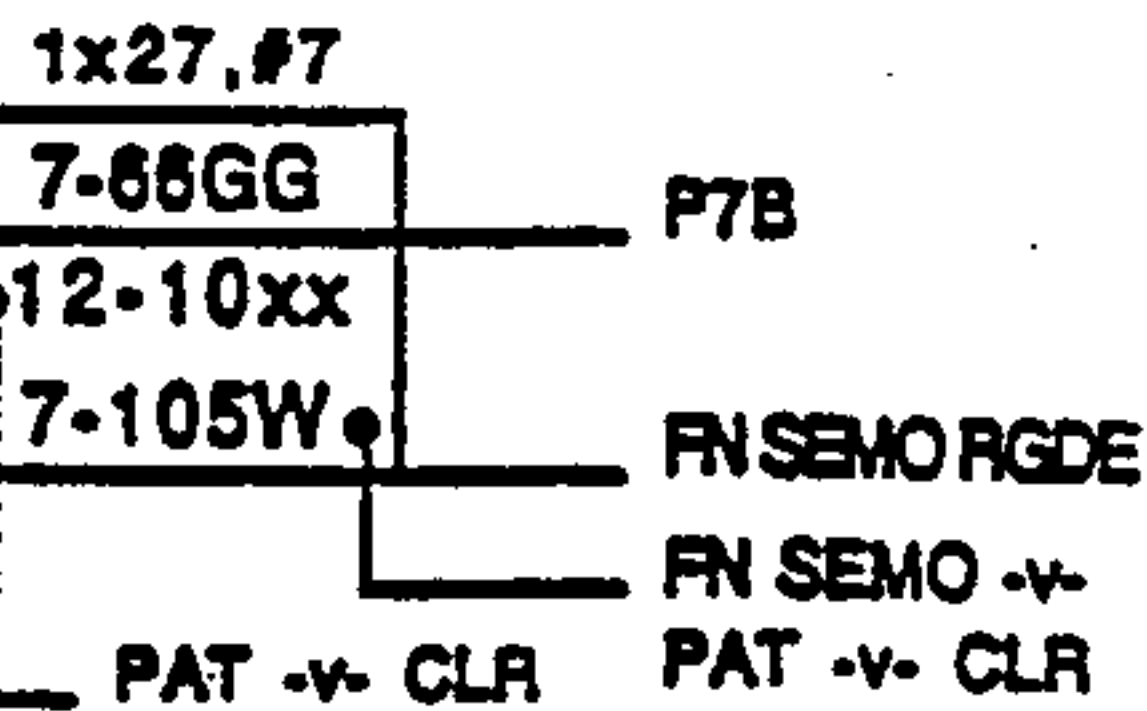 1x27,#7
7-66GG
P7B
12-10xx
7-105W
FN SEMO RGDE
FN SEMO -v-
PAT -v- CLR
PAT -v- CLR